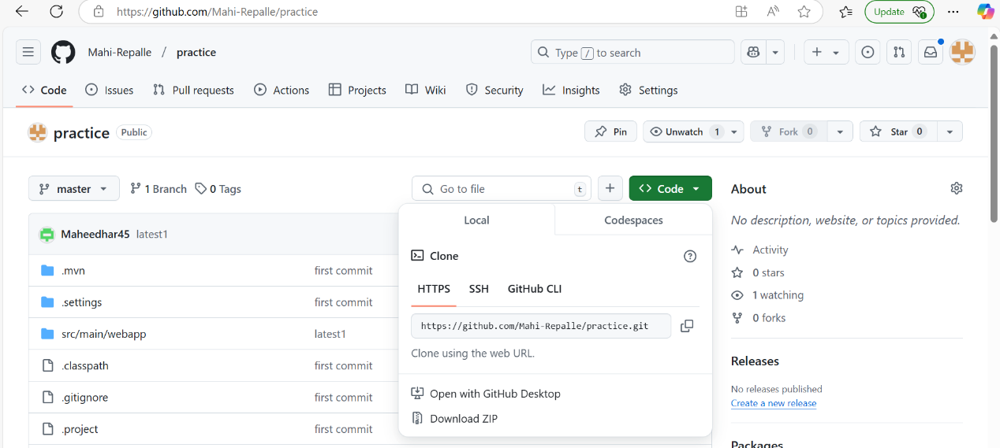 https://github.com/Mahi-Repalle/practice
Update
Mahi-Repalle / practice
Type / to search
Code Issues Pull requests Actions Projects Wiki Security Insights Settings
practice Public
Pin Unwatch 1 Fork 0 Star 0
master 1 Branch 0 Tags
Go to file t
Code
Maheedhar45 latest1
.mvn first commit
.settings first commit
src/main/webapp latest1
.classpath first commit
.gitignore first commit
.project first commit
Local Codespaces
Clone
HTTPS SSH GitHub CLI
https://github.com/Mahi-Repalle/practice.git
Clone using the web URL.
Open with GitHub Desktop
Download ZIP
About
No description, website, or topics provided.
Activity
0 stars
1 watching
0 forks
Releases
No releases published
Create a new release
Packages